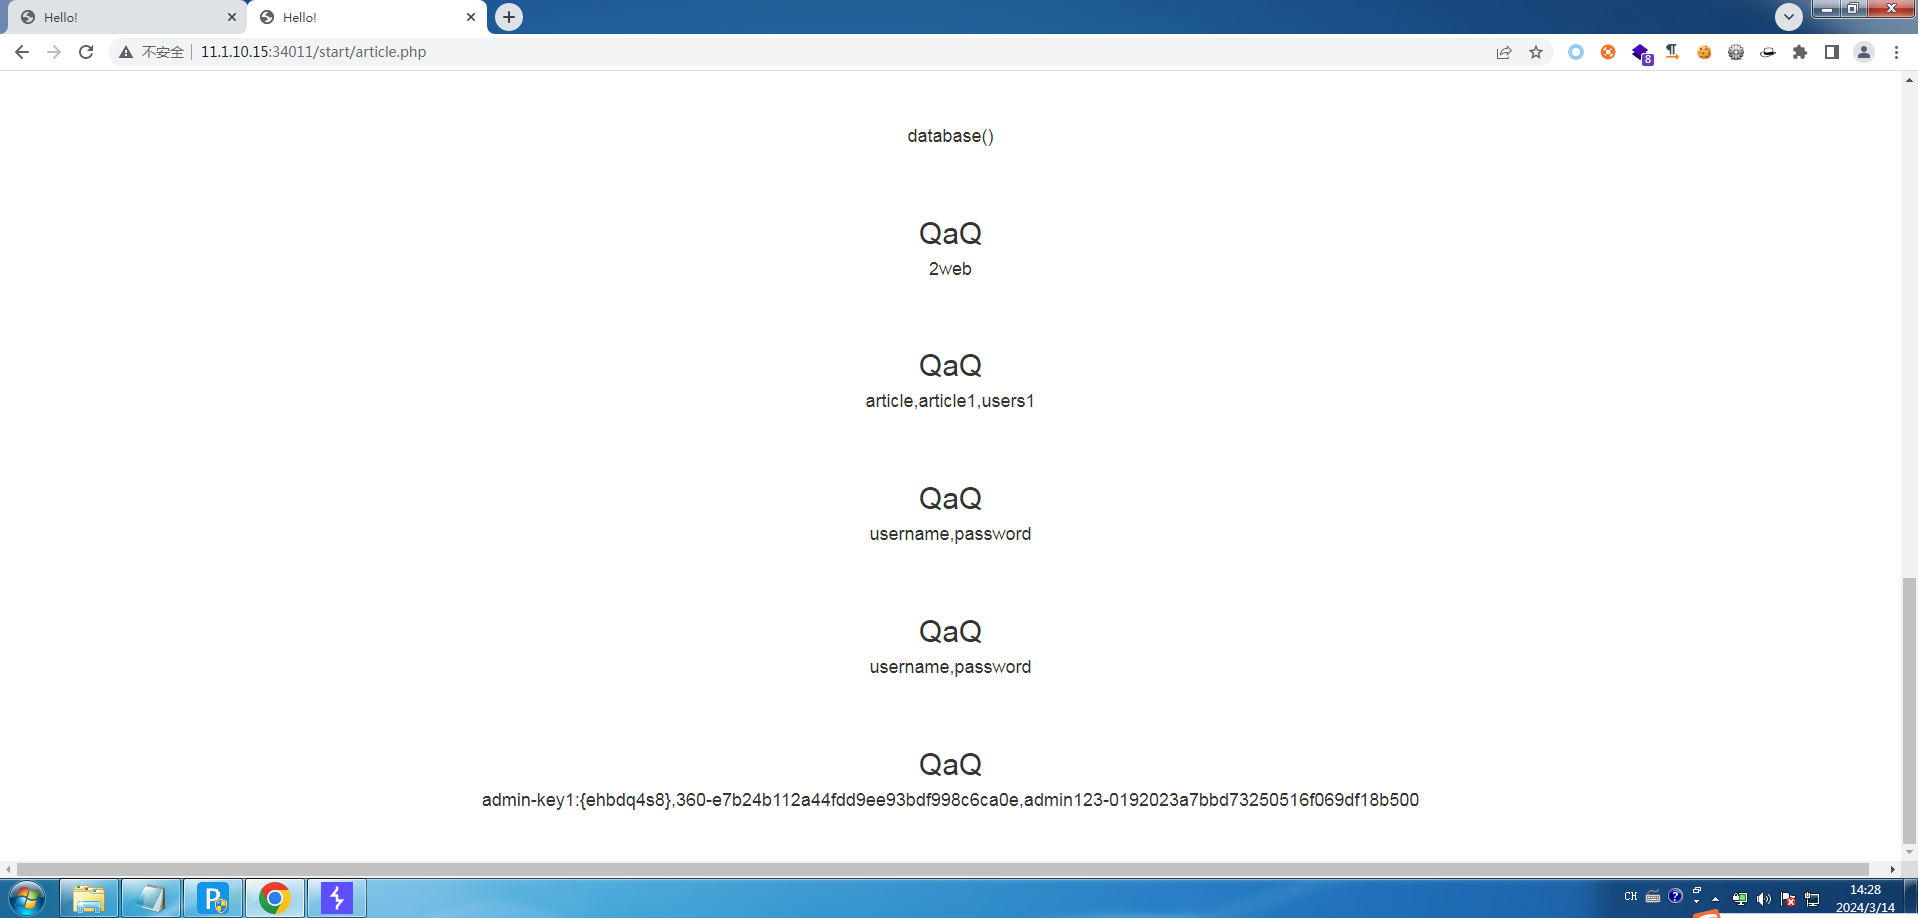 Hello!
Hello!
不安全
11.1.10.15:34011/start/article.php
8
database()
QaQ
2web
QaQ
article,article1,users1
QaQ
username,password
QaQ
username,password
QaQ
admin-key1:{ehbdq4s8},360-e7b24b112a44fdd9ee93bdf998c6ca0e,admin123-0192023a7bbd73250516f069df18b500
CH
14:28
2024/3/14